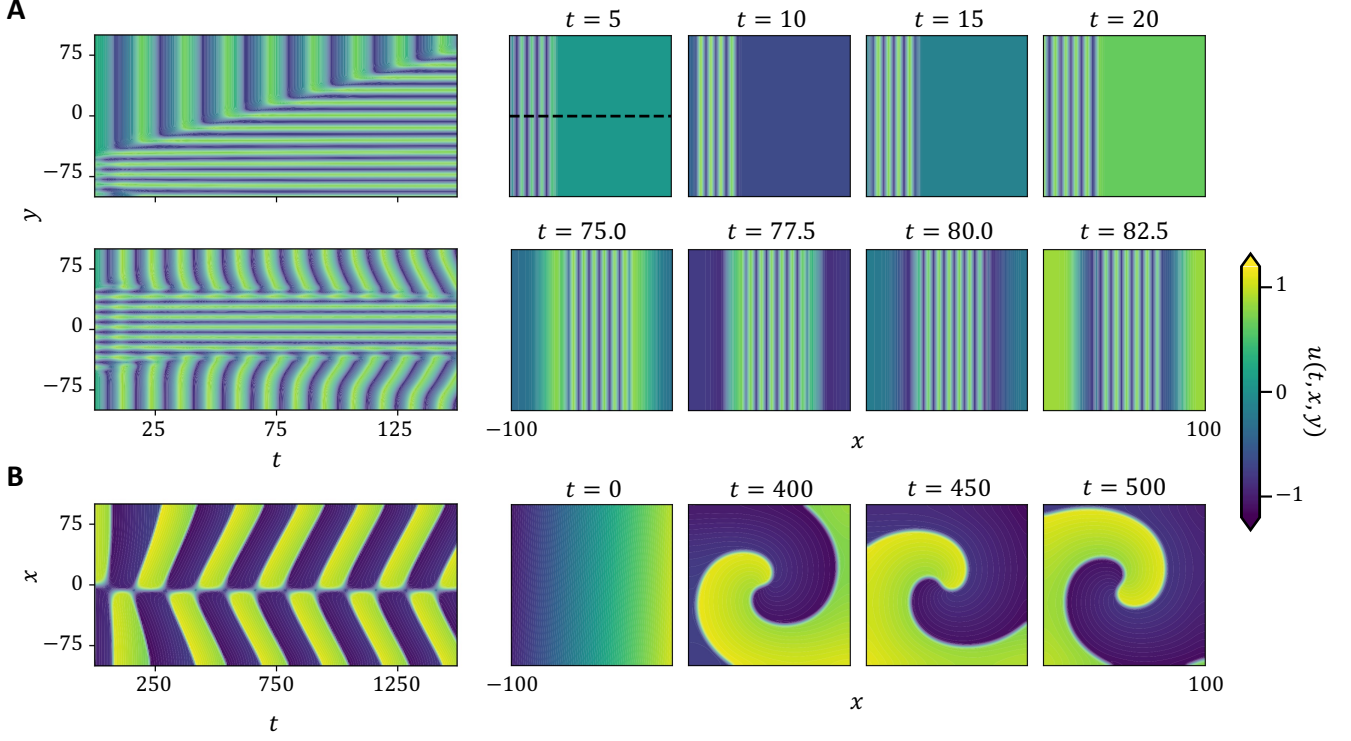 A
t = 5 t = 10 t = 15 t = 20
75
0
−75
y
t = 75.0 t = 77.5 t = 80.0 t = 82.5
75
0
−75
25 75 125
t
−100 x 100
1
0
−1
u(t,x,y)
B
t = 0 t = 400 t = 450 t = 500
75
0
−75
x
250 750 1250
t
−100 x 100